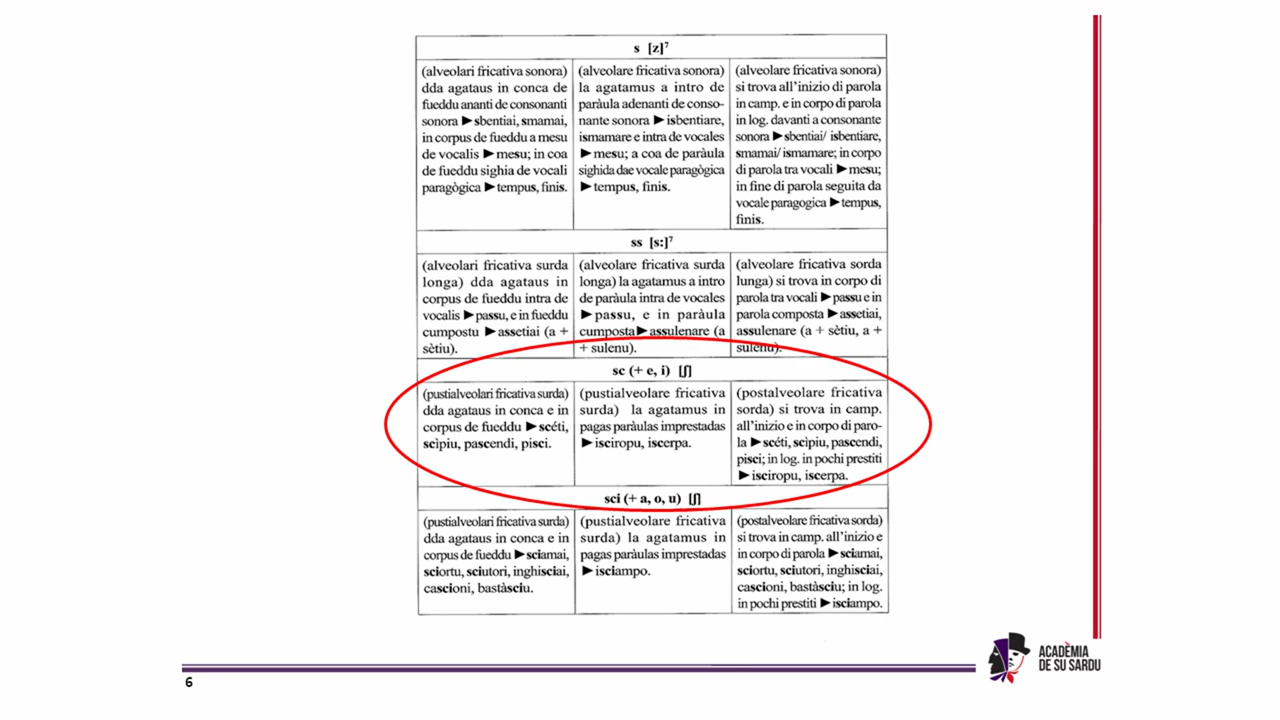 s [z]⁷
(alveolari fricativa sonora)
dda agataus in conca de
fueddu ananti de consonanti
sonora ►sbentiai, smamai,
in corpus de fueddu a mesu
de vocalis ►mesu; in coa
de fueddu sighia de vocali
paragògica ►tempus, finis.
(alveolare fricativa sonora)
la agatamus a intro de
paràula adenanti de conso-
nante sonora ►isbentiare,
ismamare e intra de vocales
►mesu; a coa de paràula
sighida dae vocale paragògica
►tempus, finis.
(alveolare fricativa sonora)
si trova all'inizio di parola
in camp. e in corpo di parola
in log. davanti a consonante
sonora ►sbentiai/ isbentiare,
smamai/ ismamare; in corpo
di parola tra vocali ►mesu;
in fine di parola seguita da
vocale paragogica ►tempus,
finis.
ss [s:]⁷
(alveolari fricativa surda
longa) dda agataus in
corpus de fueddu intra de
vocalis ►passu, e in fueddu
cumpostu ►assetiai (a +
sètiu).
(alveolare fricativa surda
longa) la agatamus a intro
de paràula intra de vocales
►passu, e in paràula
cumposta►assulenare (a
+ sulenu).
(alveolare fricativa sorda
lunga) si trova in corpo di
parola tra vocali ►passu e in
parola composta ►assetiai,
assulenare (a + sètiu, a +
sulenu).
sc (+ e, i) [ʃ]
(pustialveolari fricativa surda)
dda agataus in conca e in
corpus de fueddu ►scéti,
scìpiu, pascendi, pisci.
(pustialveolare fricativa
surda) la agatamus in
pagas paràulas imprestadas
►isciropu, iscerpa.
(postalveolare fricativa
sorda) si trova in camp.
all'inizio e in corpo di paro-
la ►scéti, scìpiu, pascendi,
pisci; in log. in pochi prestiti
►isciropu, iscerpa.
sci (+ a, o, u) [ʃ]
(pustialveolari fricativa surda)
dda agataus in conca e in
corpus de fueddu ►sciamai,
sciortu, sciutori, inghisciai,
cascioni, bastàsciu.
(pustialveolare fricativa
surda) la agatamus in
pagas paràulas imprestadas
►isciampo.
(postalveolare fricativa sorda)
si trova in camp. all'inizio e
in corpo di parola ►sciamai,
sciortu, sciutori, inghisciai,
cascioni, bastàsciu; in log.
in pochi prestiti ►isciampo.
ACADÈMIA
DE SU SARDU
6